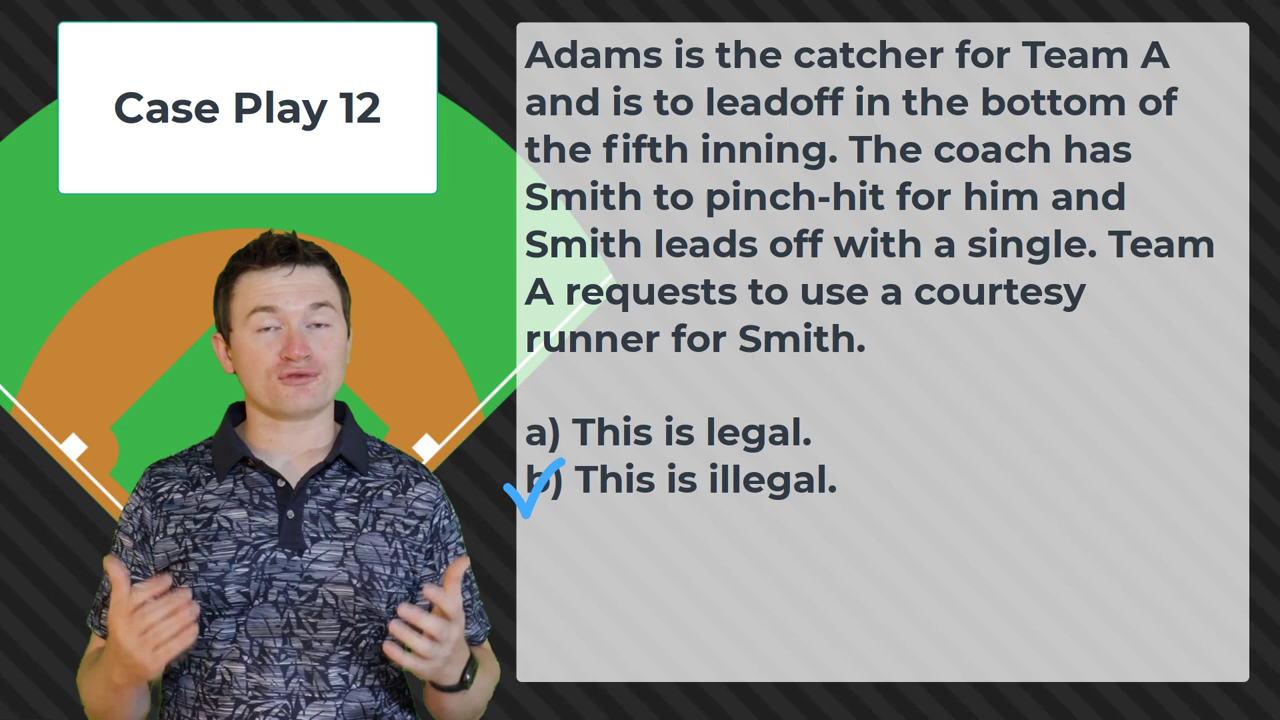 Case Play 12
Adams is the catcher for Team A
and is to leadoff in the bottom of
the fifth inning. The coach has
Smith to pinch-hit for him and
Smith leads off with a single. Team
A requests to use a courtesy
runner for Smith.
a) This is legal.
b) This is illegal.